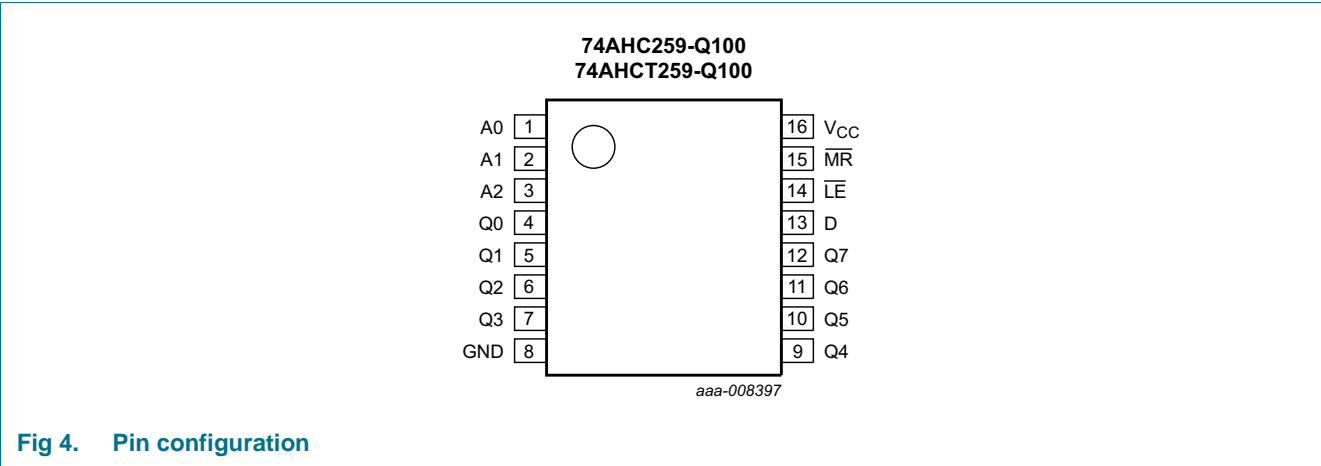 74AHC259-Q100
74AHCT259-Q100
A0 1 16 VCC
A1 2 15 M̅R̅
A2 3 14 L̅E̅
Q0 4 13 D
Q1 5 12 Q7
Q2 6 11 Q6
Q3 7 10 Q5
GND 8 9 Q4
aaa-008397
Fig 4. Pin configuration